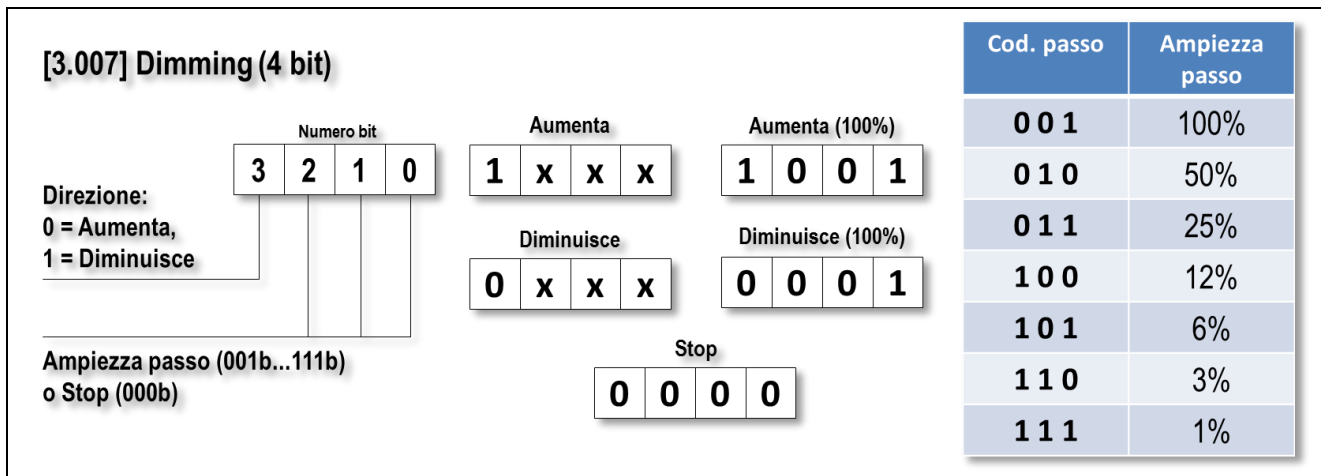 [3.007] Dimming (4 bit)
Numero bit
3 2 1 0
Direzione:
0 = Aumenta,
1 = Diminuisce
Ampiezza passo (001b...111b)
o Stop (000b)
Aumenta
1 x x x
Aumenta (100%)
1 0 0 1
Diminuisce
0 x x x
Diminuisce (100%)
0 0 0 1
Stop
0 0 0 0
Cod. passo Ampiezza
passo
0 0 1 100%
0 1 0 50%
0 1 1 25%
1 0 0 12%
1 0 1 6%
1 1 0 3%
1 1 1 1%